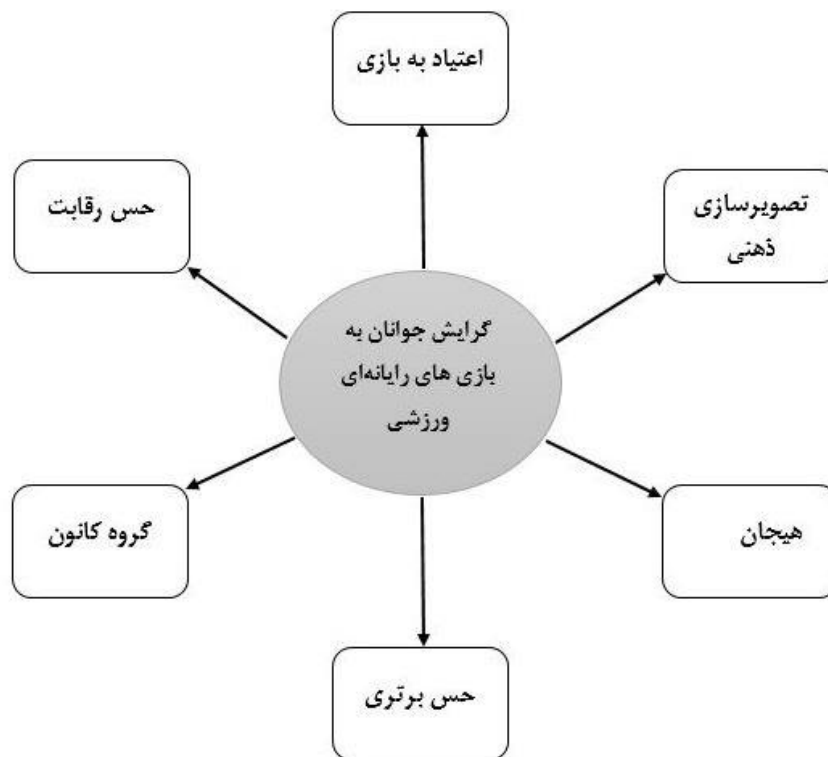 اعتیاد به بازی
حس رقابت
تصویرسازی
ذهنی
گرایش جوانان به
بازی های رایانه‌ای
ورزشی
گروه کانون
هیجان
حس برتری